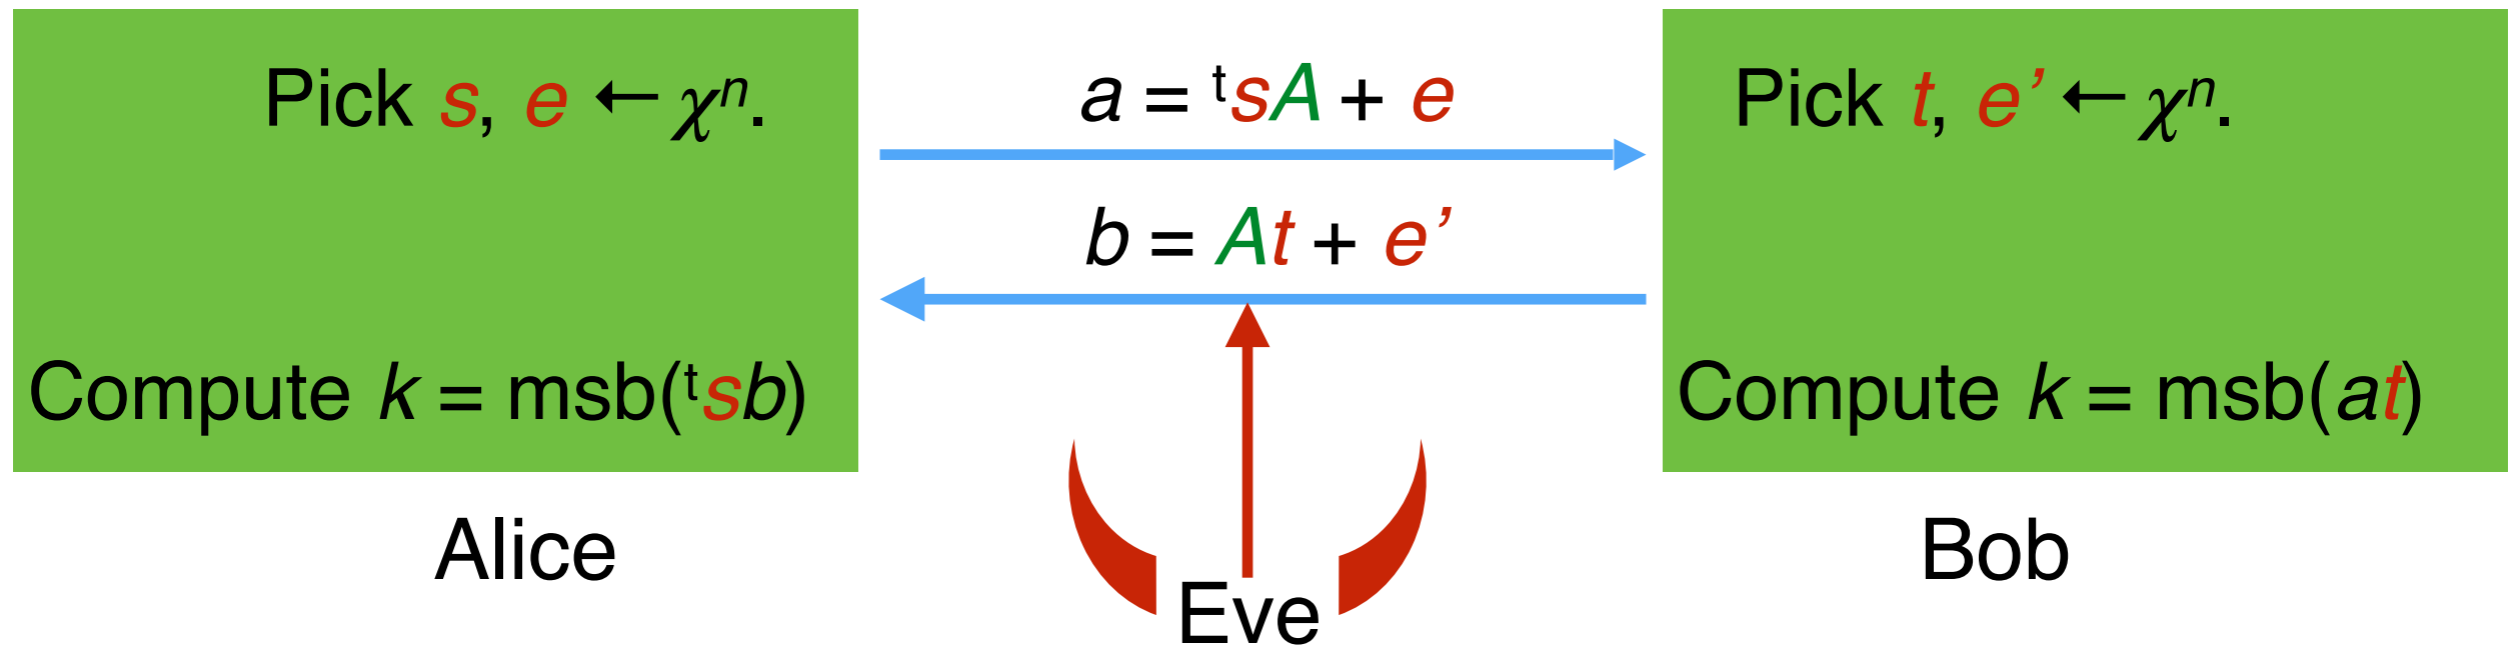 Pick s, e ← χⁿ.
a = ᵗsA + e
Pick t, e’ ← χⁿ.
b = At + e’
Compute k = msb(ᵗsb)
Compute k = msb(at)
Alice
Bob
Eve